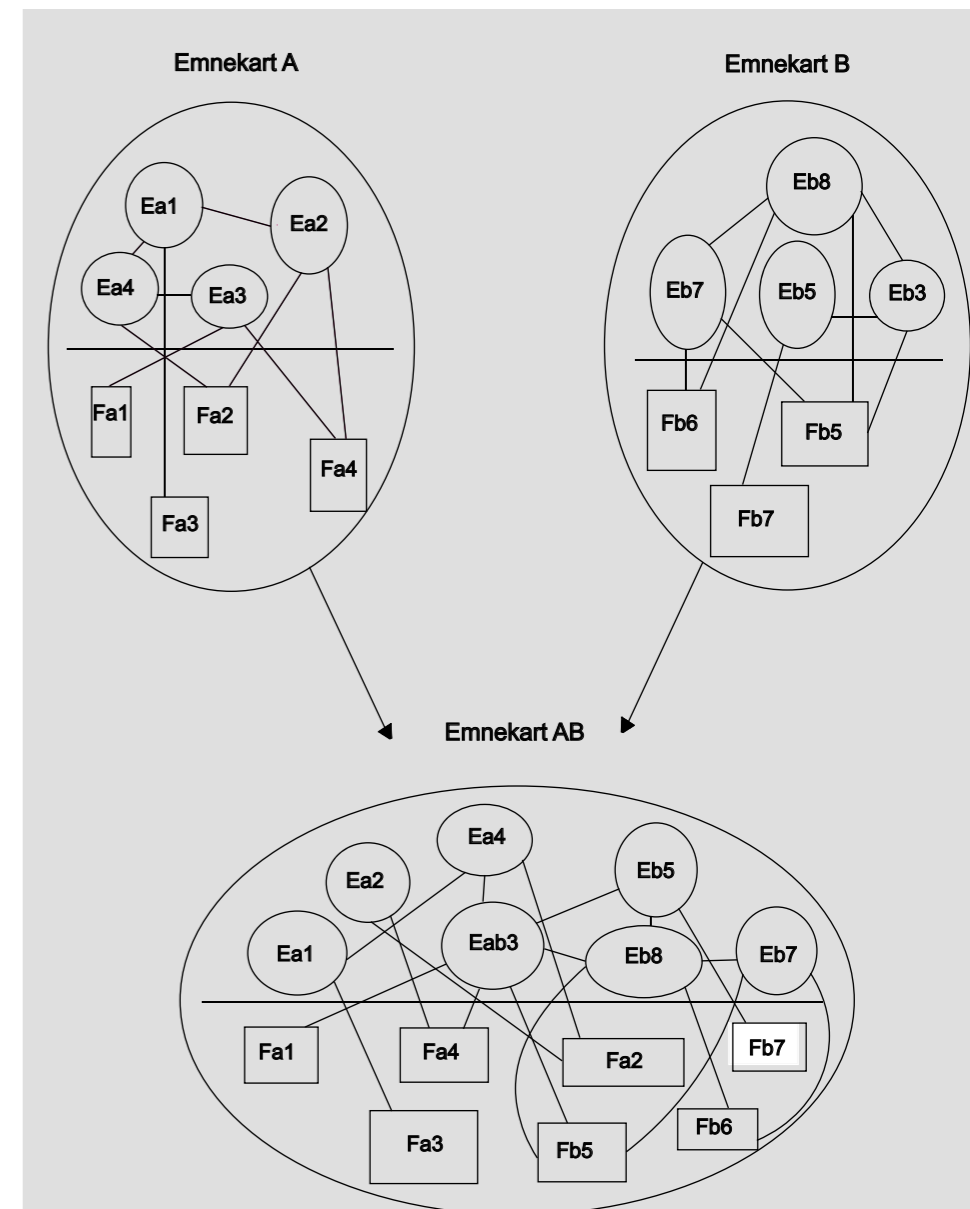 Emnekart A
Emnekart B
Ea1
Ea2
Ea4
Ea3
Fa1
Fa2
Fa4
Fa3
Eb8
Eb7
Eb5
Eb3
Fb6
Fb5
Fb7
Emnekart AB
Ea4
Ea2
Eb5
Ea1
Eab3
Eb8
Eb7
Fa1
Fa4
Fa2
Fb7
Fa3
Fb5
Fb6